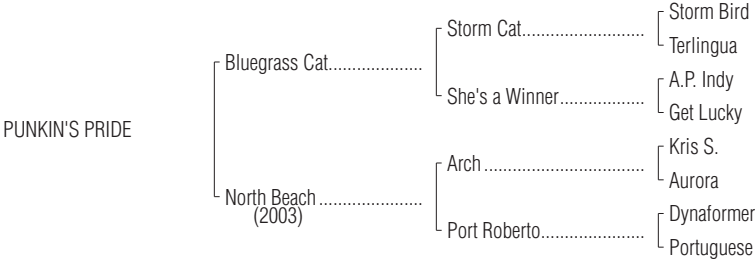 Storm Bird
Storm Cat........................
Terlingua
Bluegrass Cat...................
A.P. Indy
She's a Winner.................
Get Lucky
PUNKIN'S PRIDE
Kris S.
Arch................................
Aurora
North Beach.....................
(2003)
Dynaformer
Port Roberto.....................
Portuguese